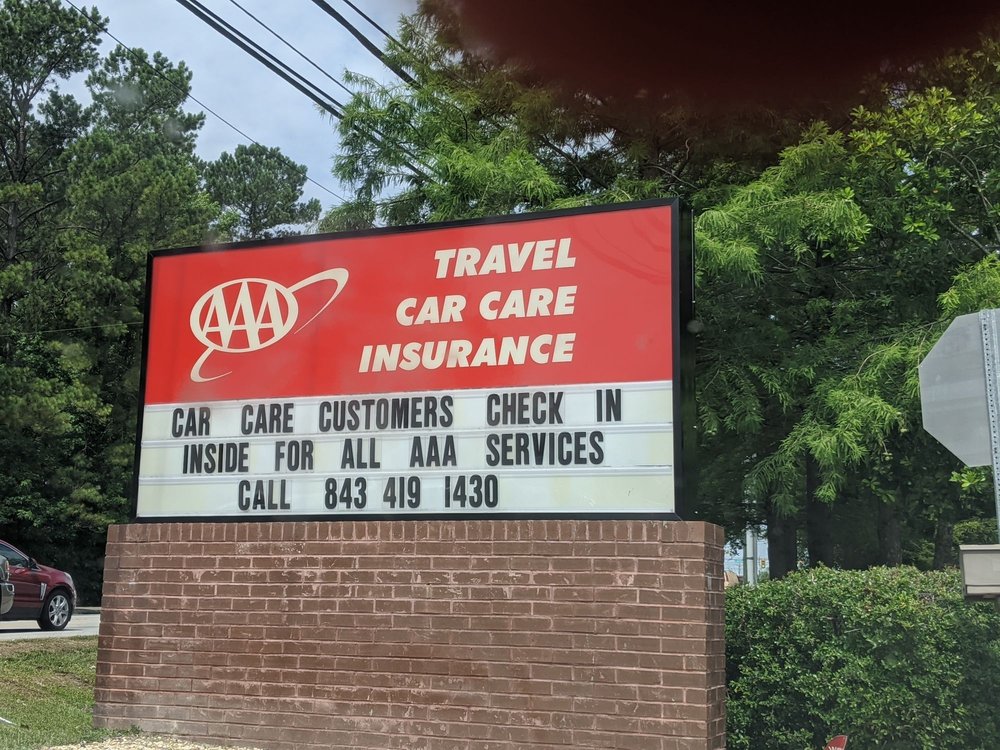 AAA
TRAVEL
CAR CARE
INSURANCE
CAR CARE CUSTOMERS CHECK IN
INSIDE FOR ALL AAA SERVICES
CALL 843 419 1430